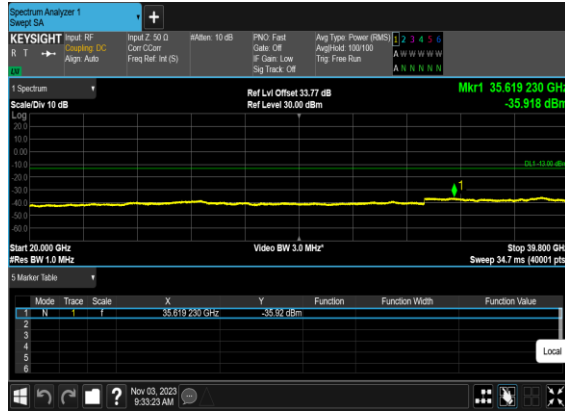 Spectrum Analyzer 1
Swept SA
+
KEYSIGHT Input: RF Input Z: 50 Ω #Atten: 10 dB PNO: Fast Avg Type: Power (RMS) 1 2 3 4 5 6
R T Coupling: DC Corr CCorr Gate: Off Avg|Hold: 100/100 A W W W W W
Align: Auto Freq Ref: Int (S) IF Gain: Low Trig: Free Run
Sig Track: Off A N N N N N
1 Spectrum
Ref Lvl Offset 33.77 dB Mkr1 35.619 230 GHz
Scale/Div 10 dB Ref Level 30.00 dBm -35.918 dBm
Log
20.0
10.0
0.00
-10.0
DL1 -13.00 dBm
-20.0
1
-30.0
-40.0
-50.0
-60.0
Start 20.000 GHz Video BW 3.0 MHz* Stop 39.800 GHz
#Res BW 1.0 MHz Sweep 34.7 ms (40001 pts)
5 Marker Table
Mode Trace Scale X Y Function Function Width Function Value
1 N 1 f 35.619 230 GHz -35.92 dBm
2
3
4
5
6
Local
? Nov 03, 2023
9:33:23 AM